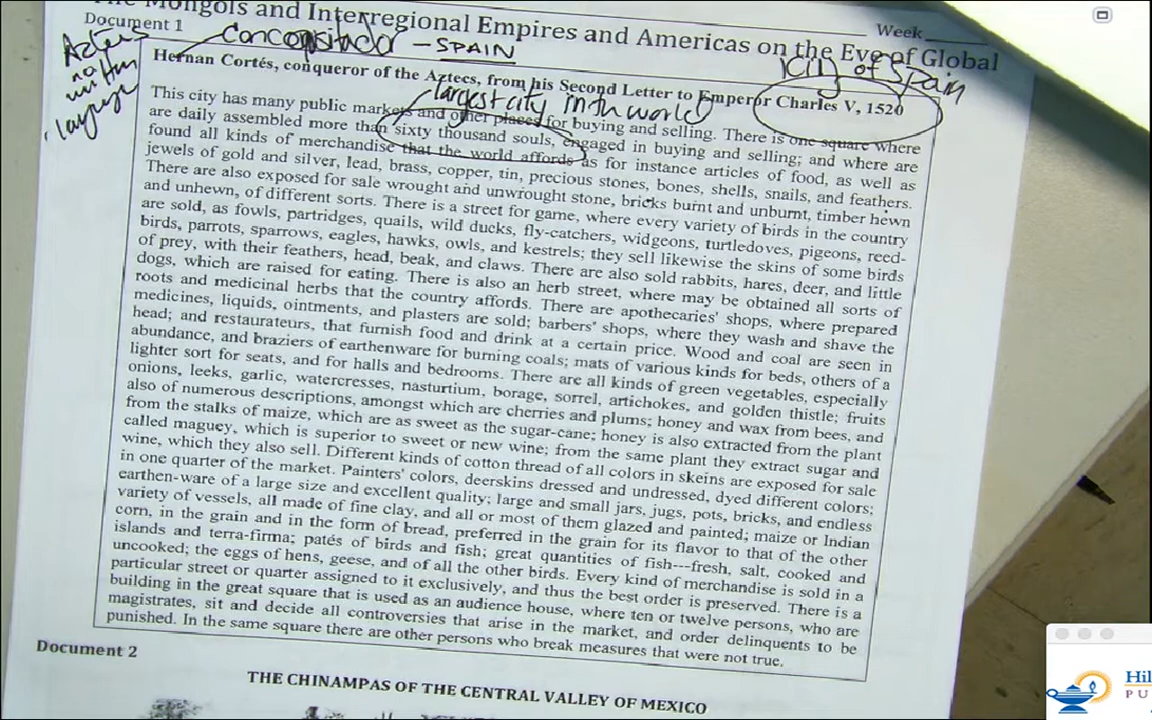 Mongols and Interregional Empires and Americas on the Eve of Global
Document 1
Week
Conconquistador - SPAIN
King of Spain
Aztecs
no written
language
Hernan Cortés, conqueror of the Aztecs, from his Second Letter to Emperor Charles V, 1520
largest city in the world
This city has many public markets and other places for buying and selling. There is one square where
are daily assembled more than sixty thousand souls, engaged in buying and selling; and where are
found all kinds of merchandise that the world affords as for instance articles of food, as well as
jewels of gold and silver, lead, brass, copper, tin, precious stones, bones, shells, snails, and feathers.
There are also exposed for sale wrought and unwrought stone, bricks burnt and unburnt, timber hewn
and unhewn, of different sorts. There is a street for game, where every variety of birds in the country
are sold, as fowls, partridges, quails, wild ducks, fly-catchers, widgeons, turtledoves, pigeons, reed-
birds, parrots, sparrows, eagles, hawks, owls, and kestrels; they sell likewise the skins of some birds
of prey, with their feathers, head, beak, and claws. There are also sold rabbits, hares, deer, and little
dogs, which are raised for eating. There is also an herb street, where may be obtained all sorts of
roots and medicinal herbs that the country affords. There are apothecaries' shops, where prepared
medicines, liquids, ointments, and plasters are sold; barbers' shops, where they wash and shave the
head; and restaurateurs, that furnish food and drink at a certain price. Wood and coal are seen in
abundance, and braziers of earthenware for burning coals; mats of various kinds for beds, others of a
lighter sort for seats, and for halls and bedrooms. There are all kinds of green vegetables, especially
onions, leeks, garlic, watercresses, nasturtium, borage, sorrel, artichokes, and golden thistle; fruits
also of numerous descriptions, amongst which are cherries and plums; honey and wax from bees, and
from the stalks of maize, which are as sweet as the sugar-cane; honey is also extracted from the plant
called maguey, which is superior to sweet or new wine; from the same plant they extract sugar and
wine, which they also sell. Different kinds of cotton thread of all colors in skeins are exposed for sale
in one quarter of the market. Painters' colors, deerskins dressed and undressed, dyed different colors;
earthen-ware of a large size and excellent quality; large and small jars, jugs, pots, bricks, and endless
variety of vessels, all made of fine clay, and all or most of them glazed and painted; maize or Indian
corn, in the grain and in the form of bread, preferred in the grain for its flavor to that of the other
islands and terra-firma; patés of birds and fish; great quantities of fish---fresh, salt, cooked and
uncooked; the eggs of hens, geese, and of all the other birds. Every kind of merchandise is sold in a
particular street or quarter assigned to it exclusively, and thus the best order is preserved. There is a
building in the great square that is used as an audience house, where ten or twelve persons, who are
magistrates, sit and decide all controversies that arise in the market, and order delinquents to be
punished. In the same square there are other persons who break measures that were not true.
Document 2
THE CHINAMPAS OF THE CENTRAL VALLEY OF MEXICO
Hil
PU